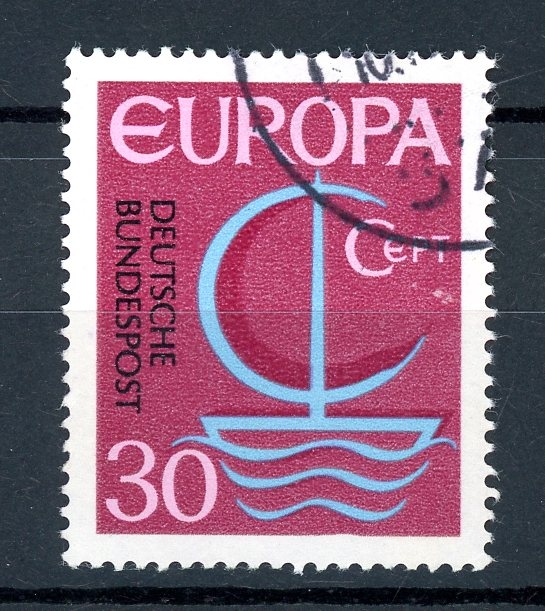 EUROPA
CEPT
DEUTSCHE
BUNDESPOST
30